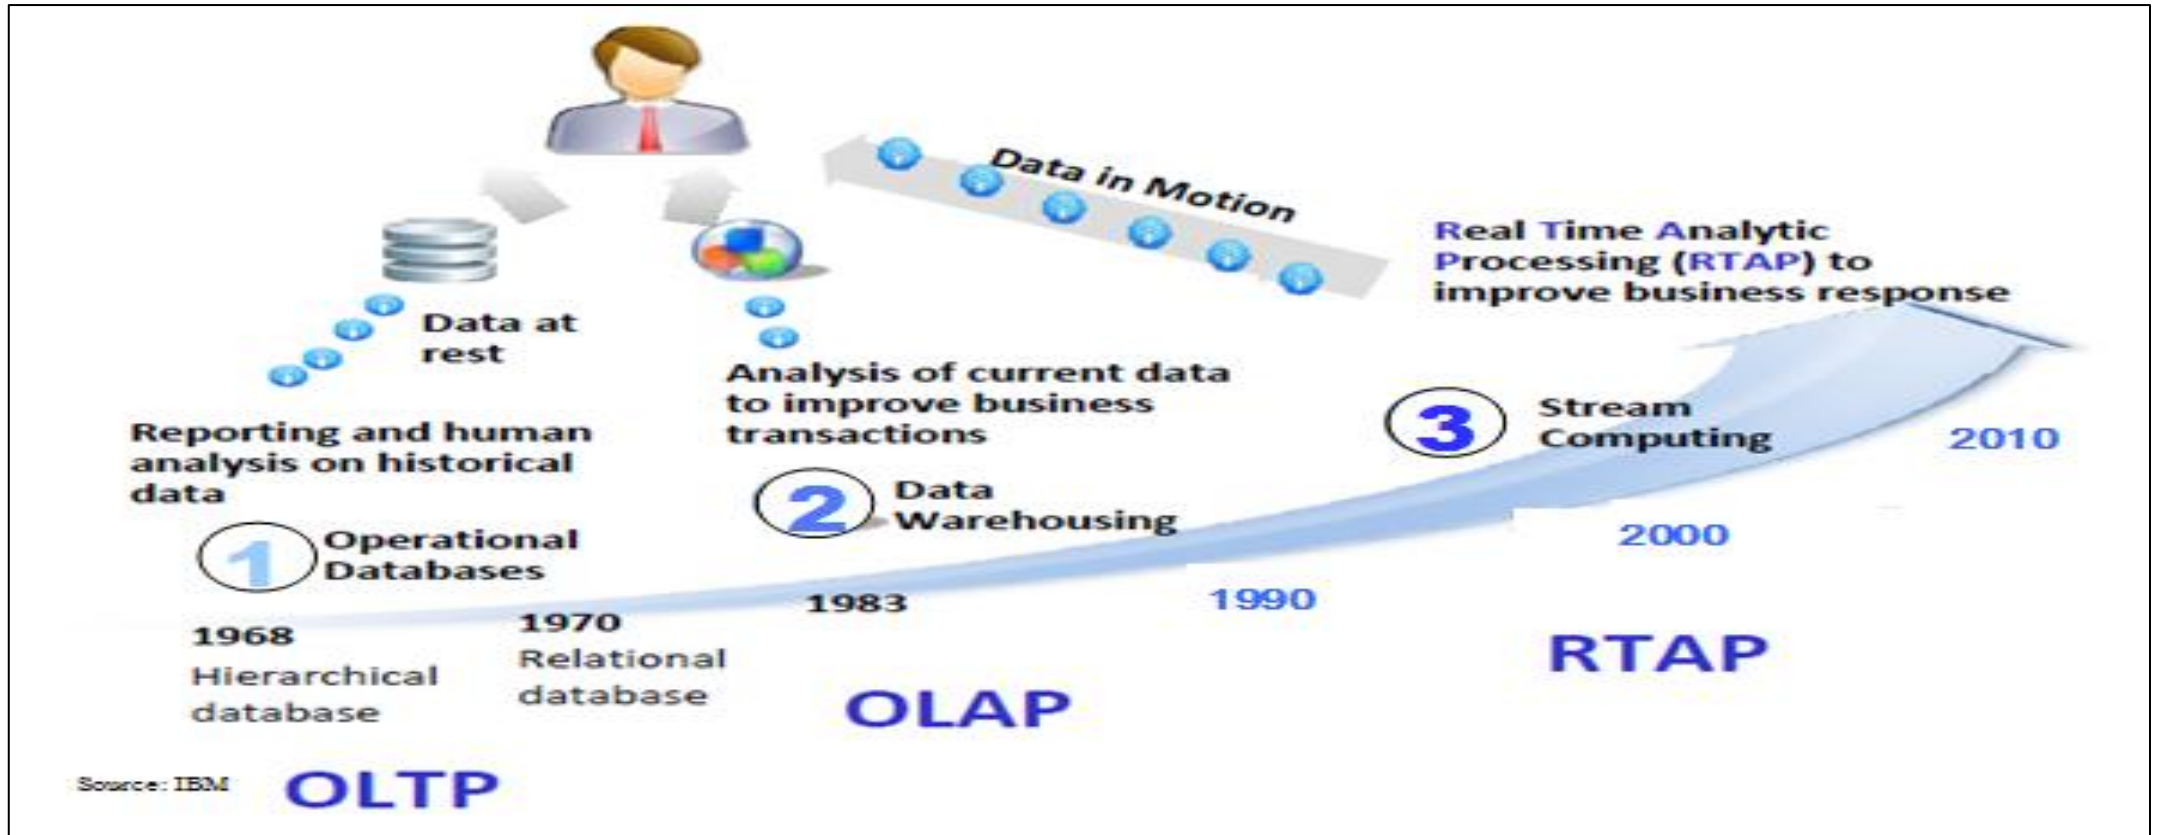 Data in Motion
Real Time Analytic
Processing (RTAP) to
improve business response
Data at
rest
Analysis of current data
to improve business
transactions
Reporting and human
analysis on historical
data
3
Stream
Computing
2010
2
Data
Warehousing
1
Operational
Databases
2000
1990
1983
1968
Hierarchical
database
1970
Relational
database
RTAP
OLAP
Source: IBM
OLTP